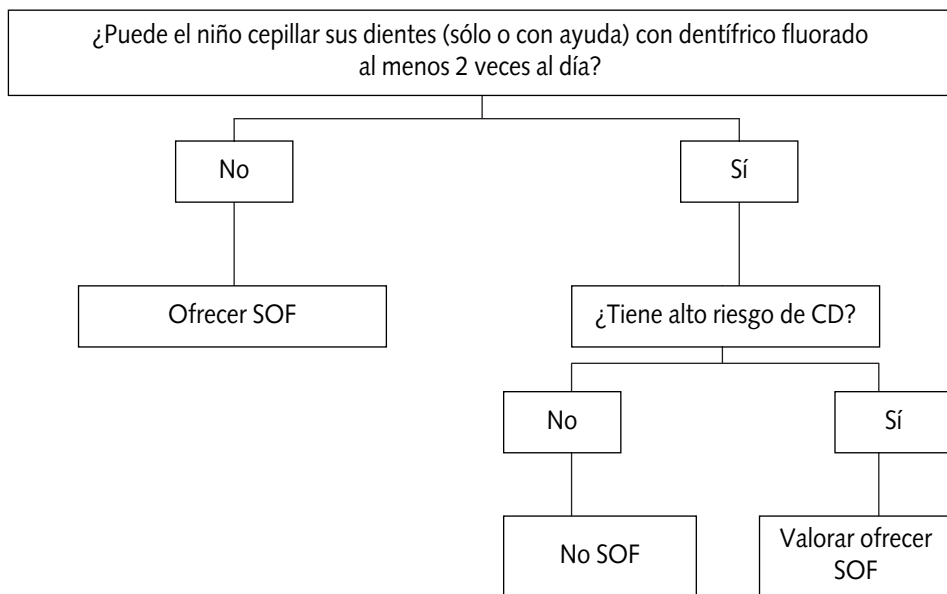 ¿Puede el niño cepillar sus dientes (sólo o con ayuda) con dentífrico fluorado
al menos 2 veces al día?
No
Sí
Ofrecer SOF
¿Tiene alto riesgo de CD?
No
Sí
No SOF
Valorar ofrecer
SOF